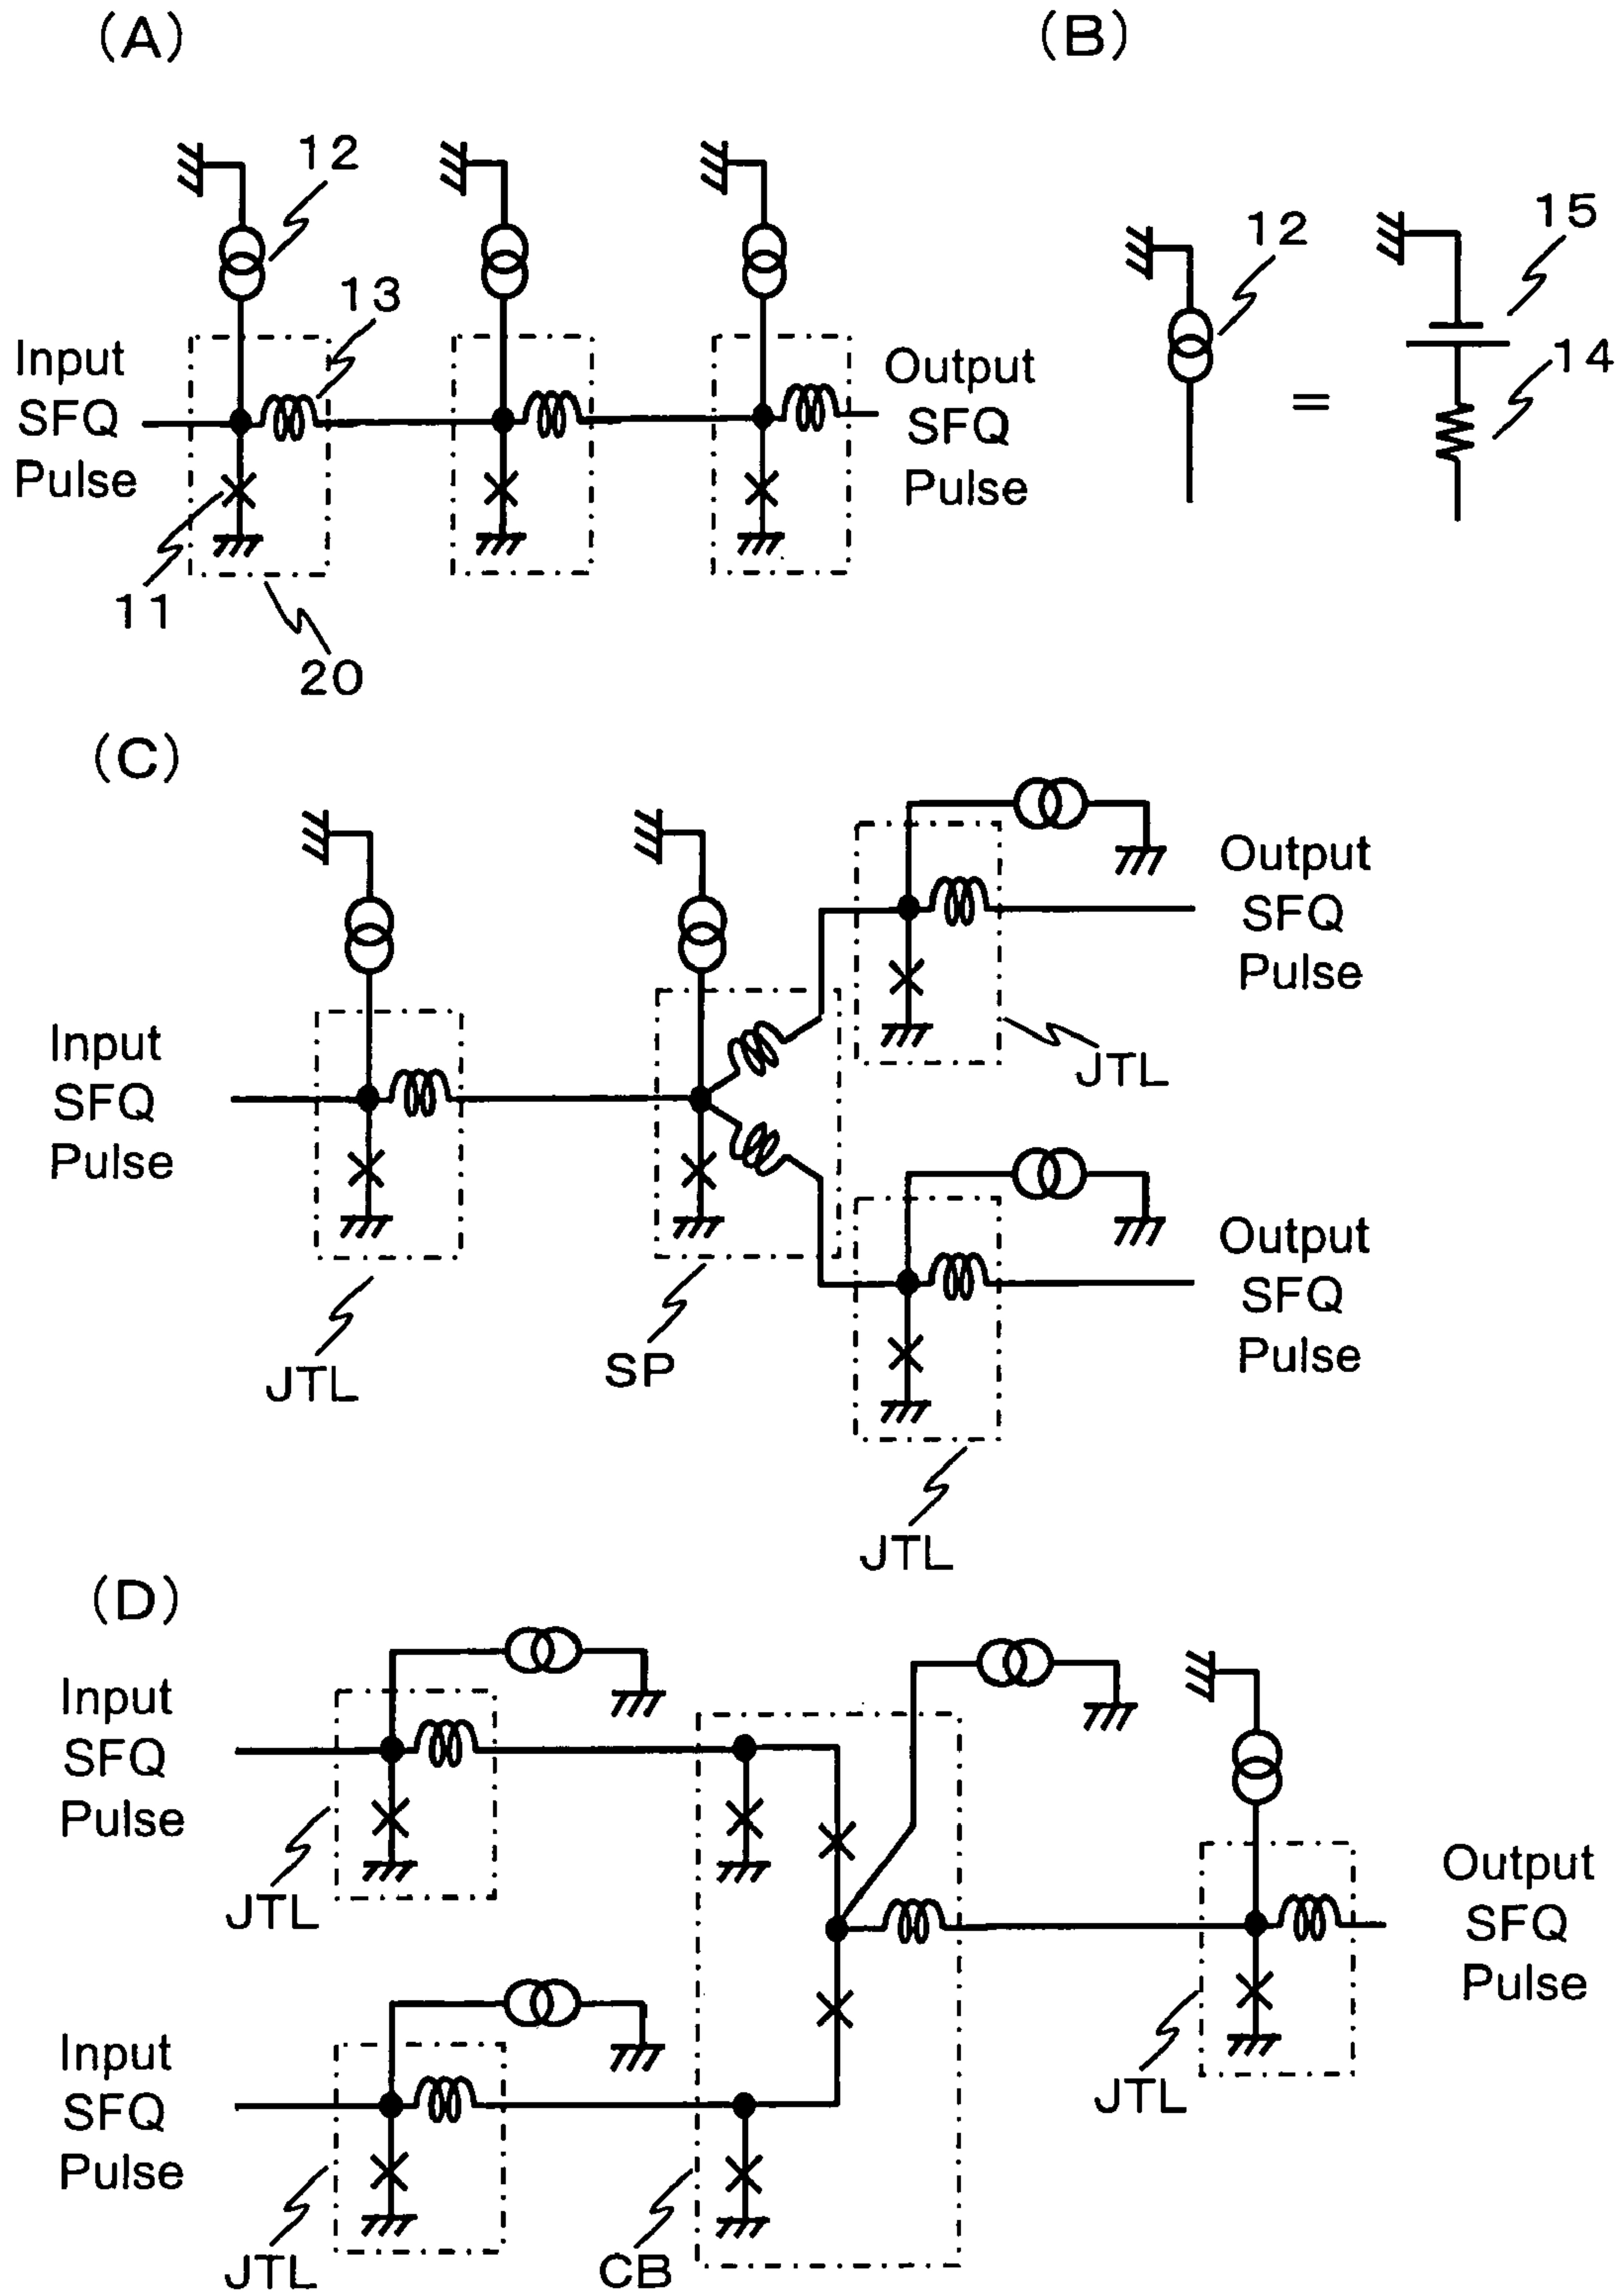 (A)
(B)
12
13
Input
SFQ
Pulse
Output
SFQ
Pulse
11
20
12
15
=
14
(C)
Input
SFQ
Pulse
Output
SFQ
Pulse
JTL
Output
SFQ
Pulse
JTL
SP
JTL
(D)
Input
SFQ
Pulse
JTL
Output
SFQ
Pulse
Input
SFQ
Pulse
JTL
JTL
CB